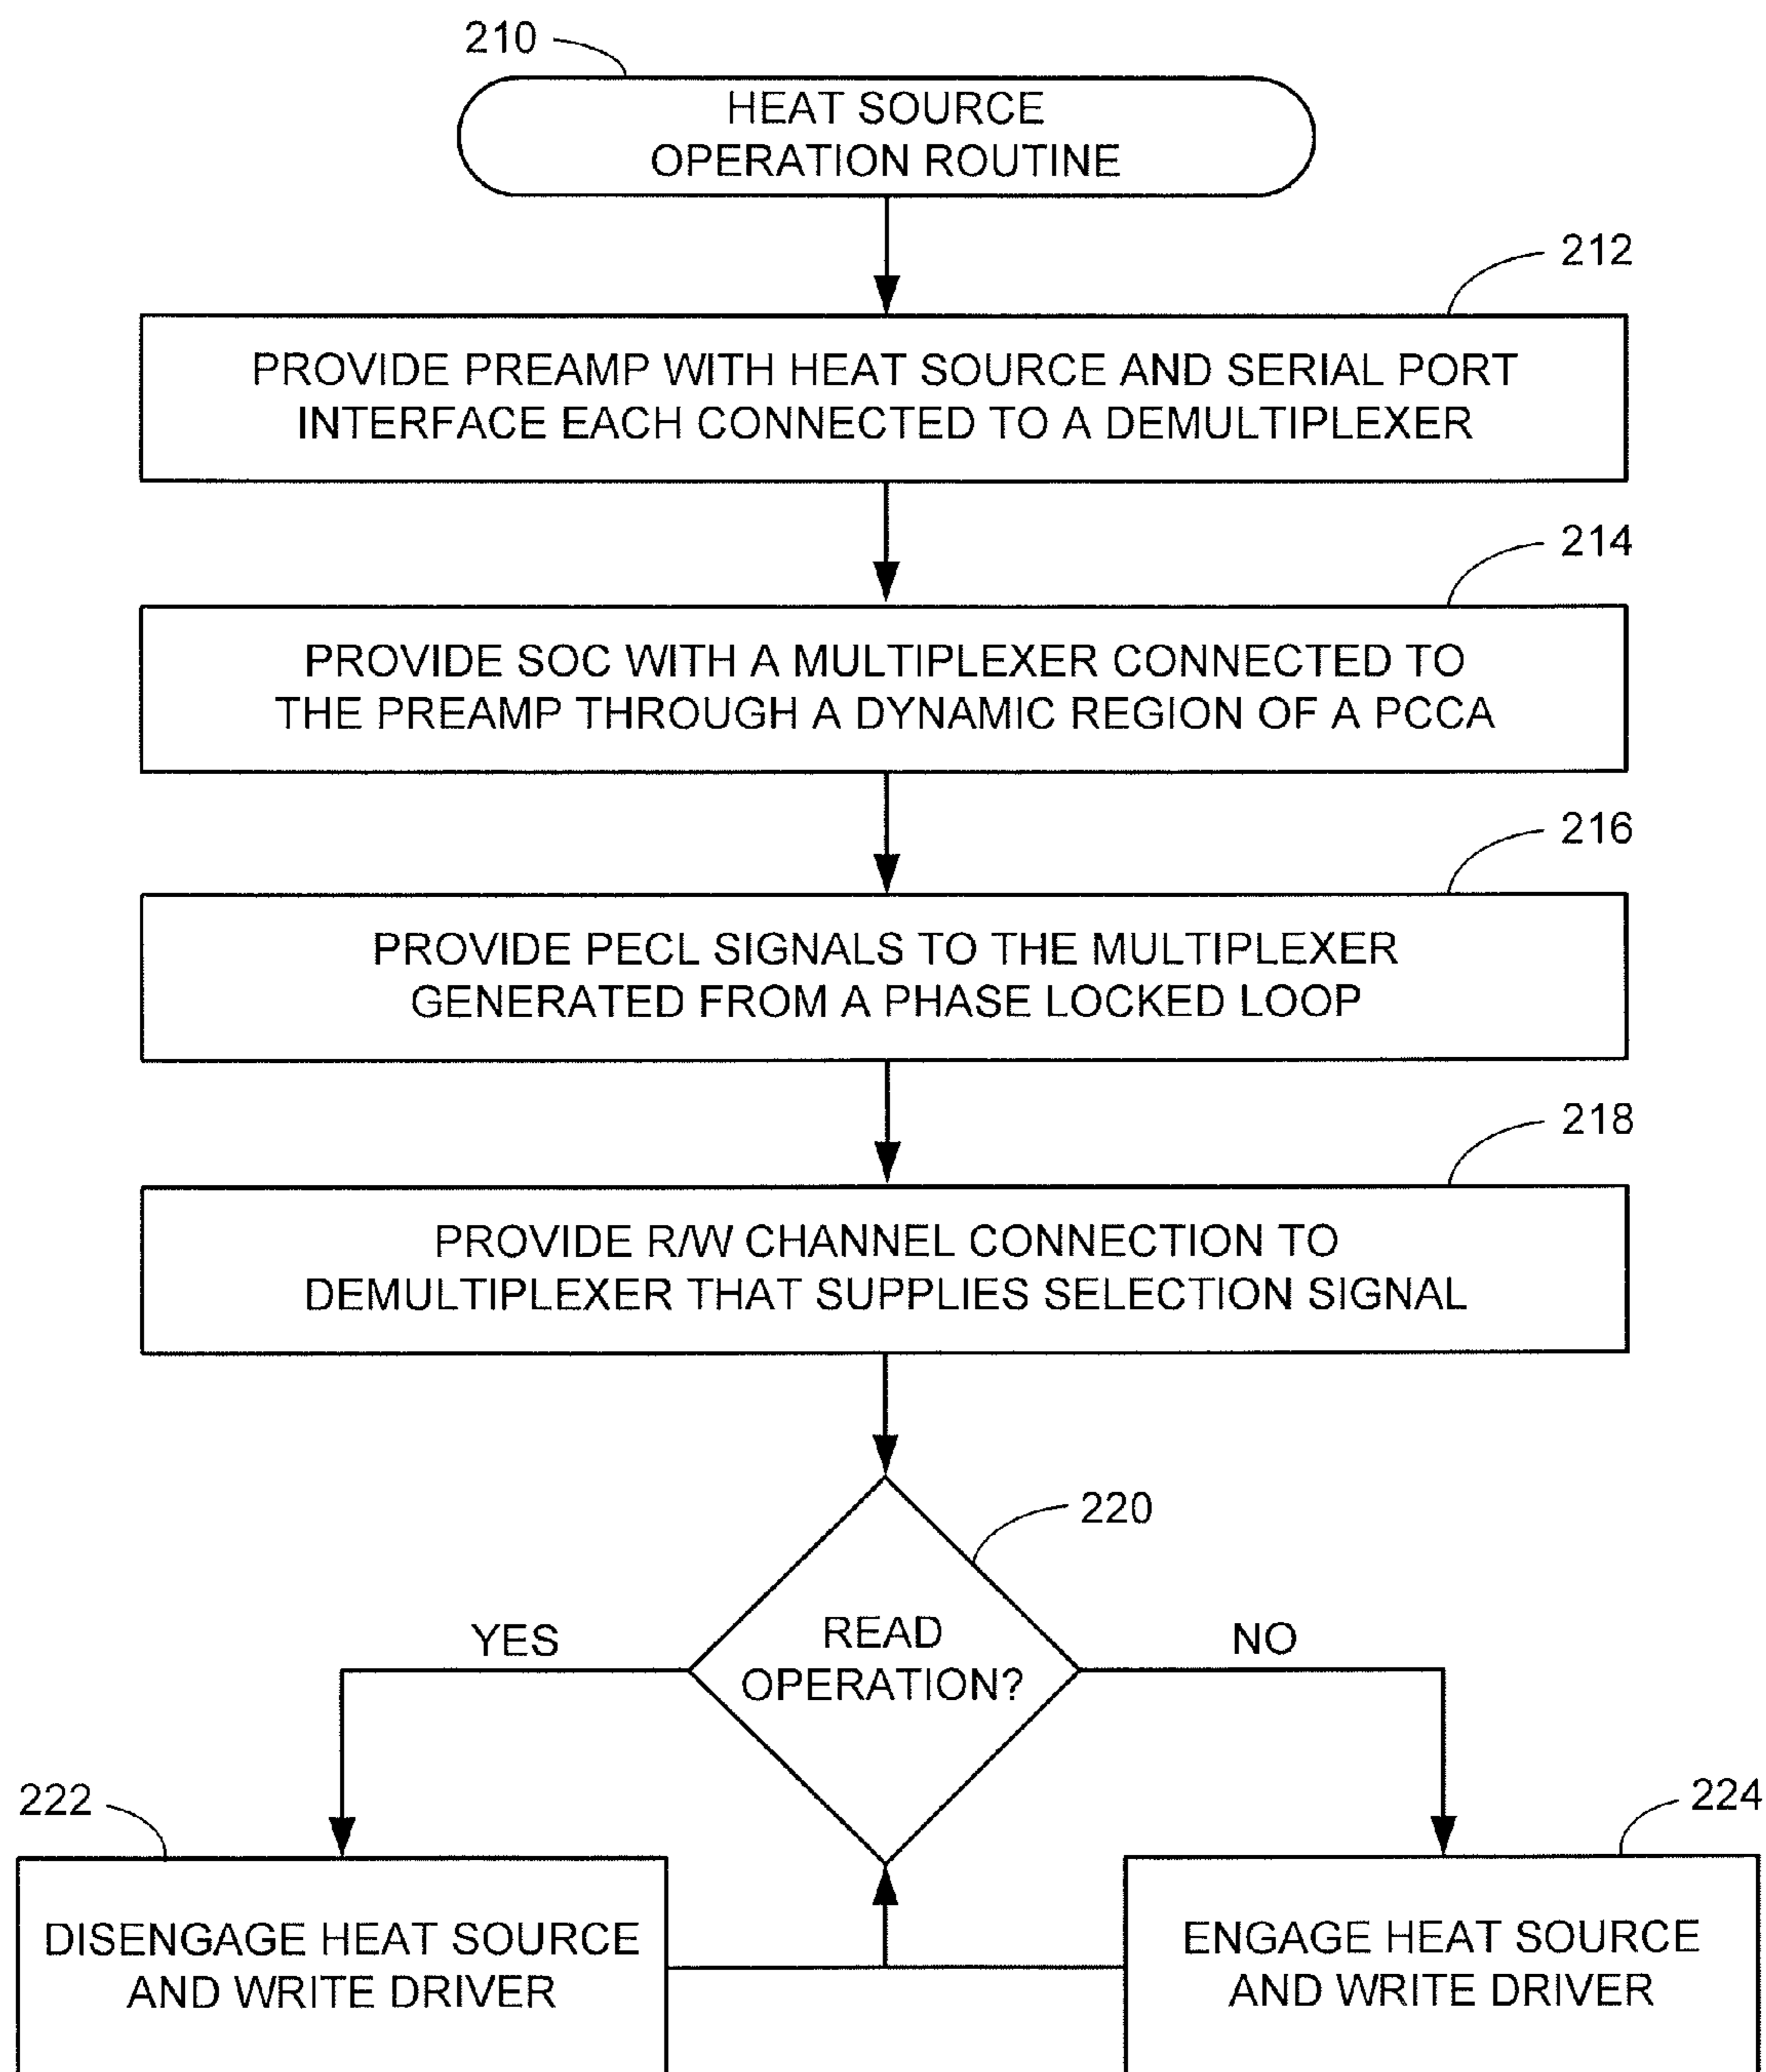 210
HEAT SOURCE
OPERATION ROUTINE
212
PROVIDE PREAMP WITH HEAT SOURCE AND SERIAL PORT
INTERFACE EACH CONNECTED TO A DEMULTIPLEXER
214
PROVIDE SOC WITH A MULTIPLEXER CONNECTED TO
THE PREAMP THROUGH A DYNAMIC REGION OF A PCCA
216
PROVIDE PECL SIGNALS TO THE MULTIPLEXER
GENERATED FROM A PHASE LOCKED LOOP
218
PROVIDE R/W CHANNEL CONNECTION TO
DEMULTIPLEXER THAT SUPPLIES SELECTION SIGNAL
220
READ
OPERATION?
YES
NO
222
DISENGAGE HEAT SOURCE
AND WRITE DRIVER
224
ENGAGE HEAT SOURCE
AND WRITE DRIVER